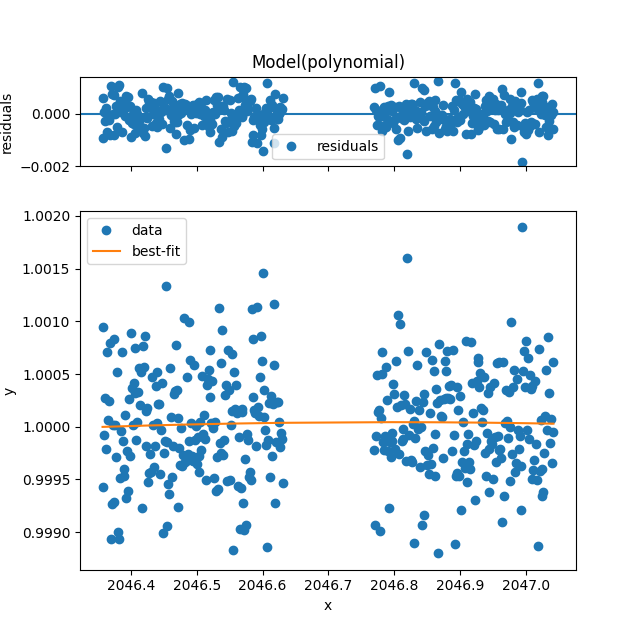 Model(polynomial)
residuals
0.000
−0.002
residuals
1.0020
1.0015
1.0010
1.0005
1.0000
0.9995
0.9990
y
data
best-fit
2046.4 2046.5 2046.6 2046.7 2046.8 2046.9 2047.0
x